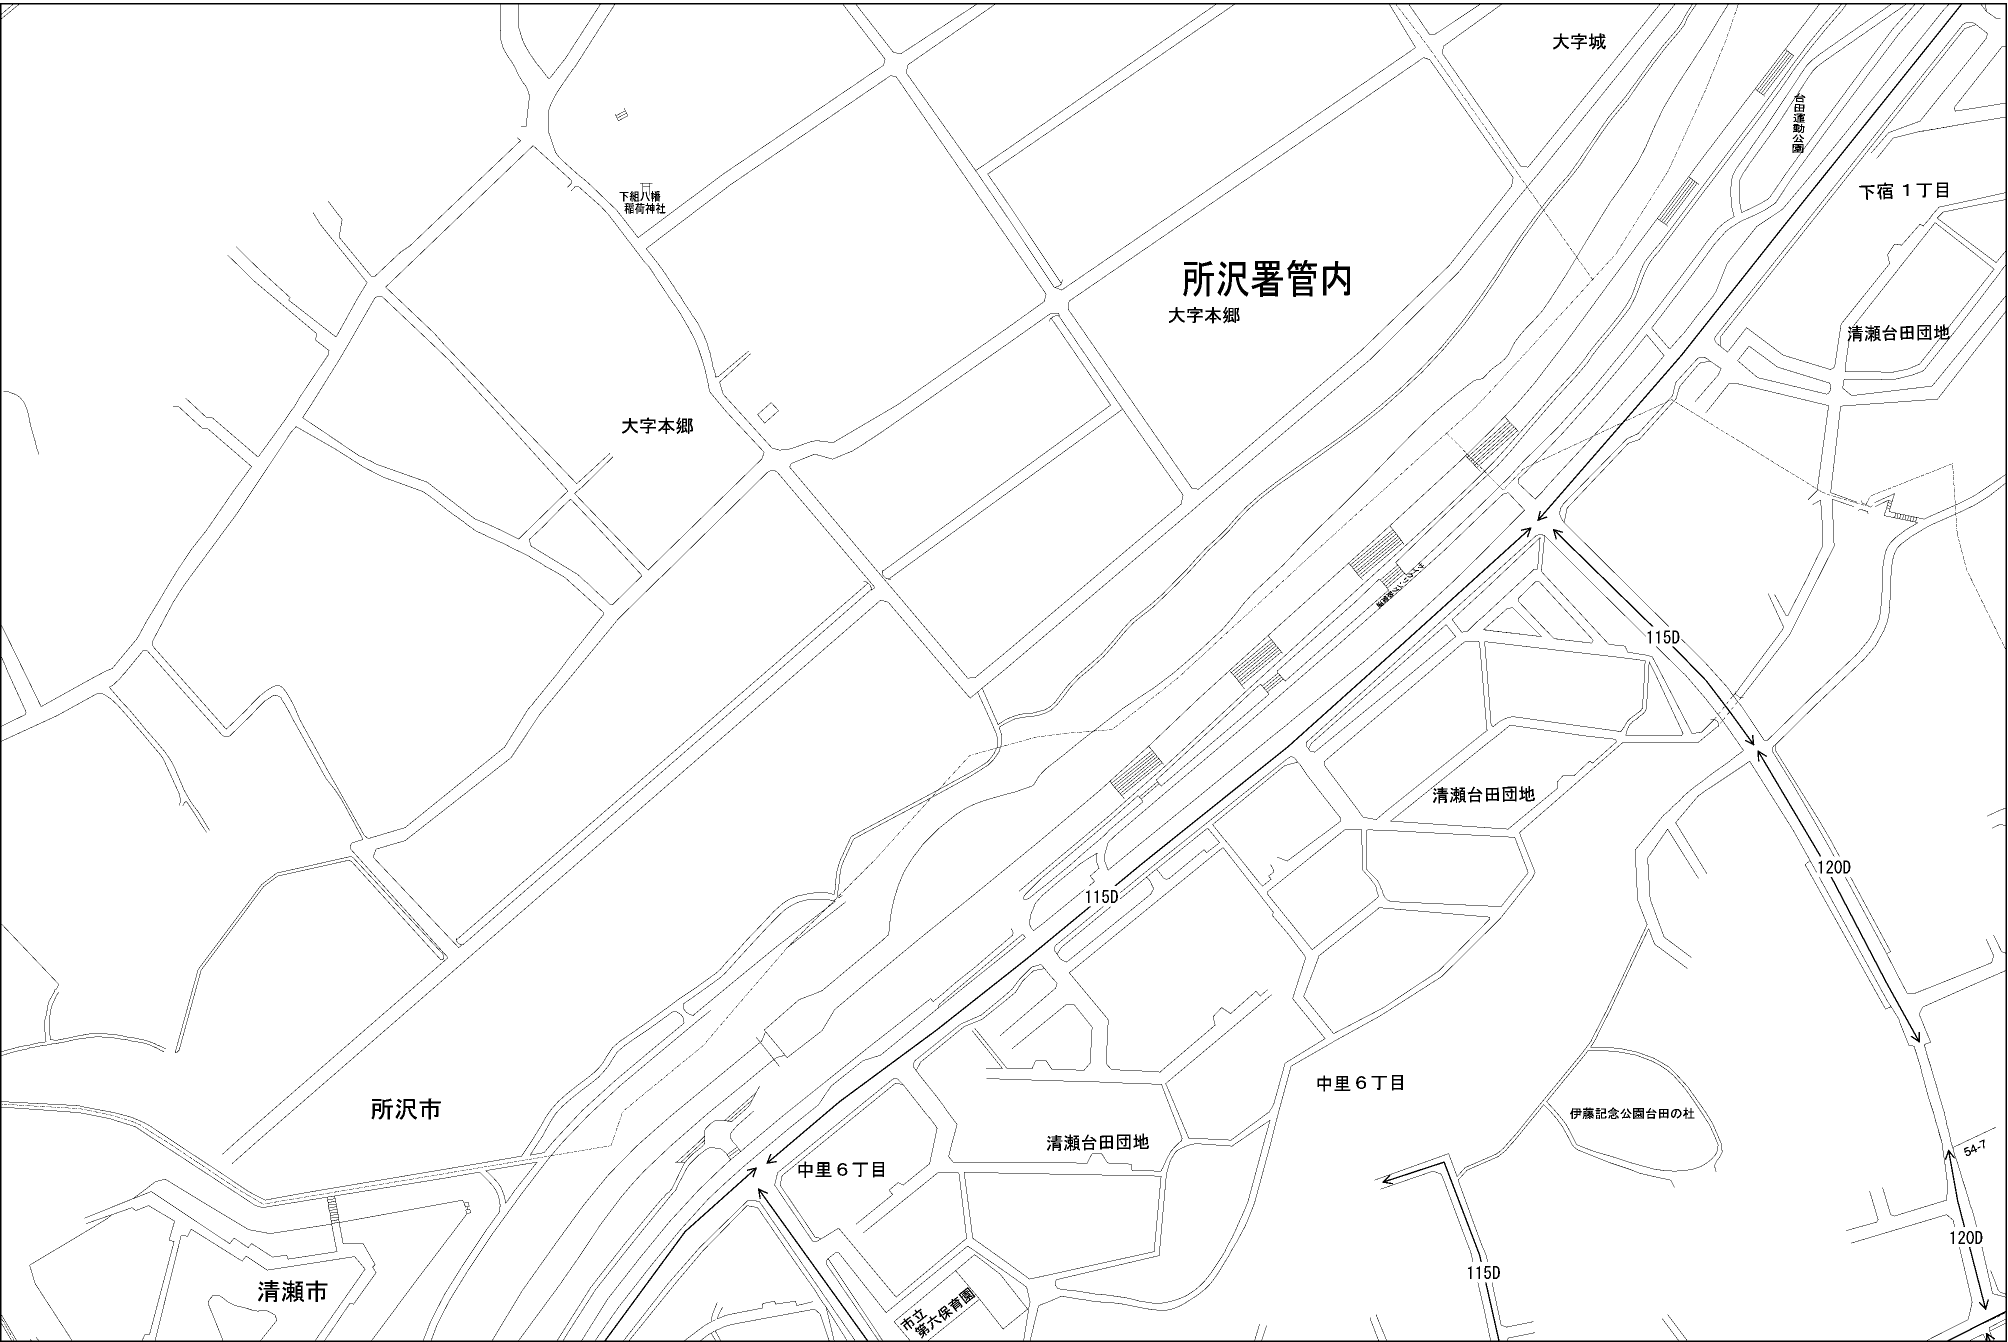 大字城
台田運動公園
下宿１丁目
下組八幡
稲荷神社
所沢署管内
大字本郷
清瀬台田団地
大字本郷
115D
清瀬台田団地
120D
115D
中里６丁目
所沢市
伊藤記念公園台田の杜
清瀬台田団地
54-7
中里６丁目
120D
115D
清瀬市
市立
第六保育園